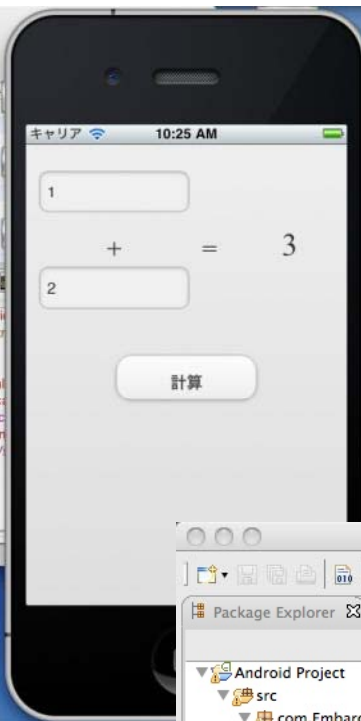 キャリア 10:25 AM
1
+ = 3
2
計算
Package Explorer
Android Project
src